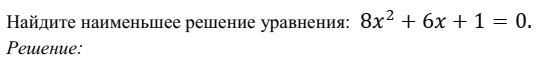 Найдите наименьшее решение уравнения: 8x² + 6x + 1 = 0.
Решение: